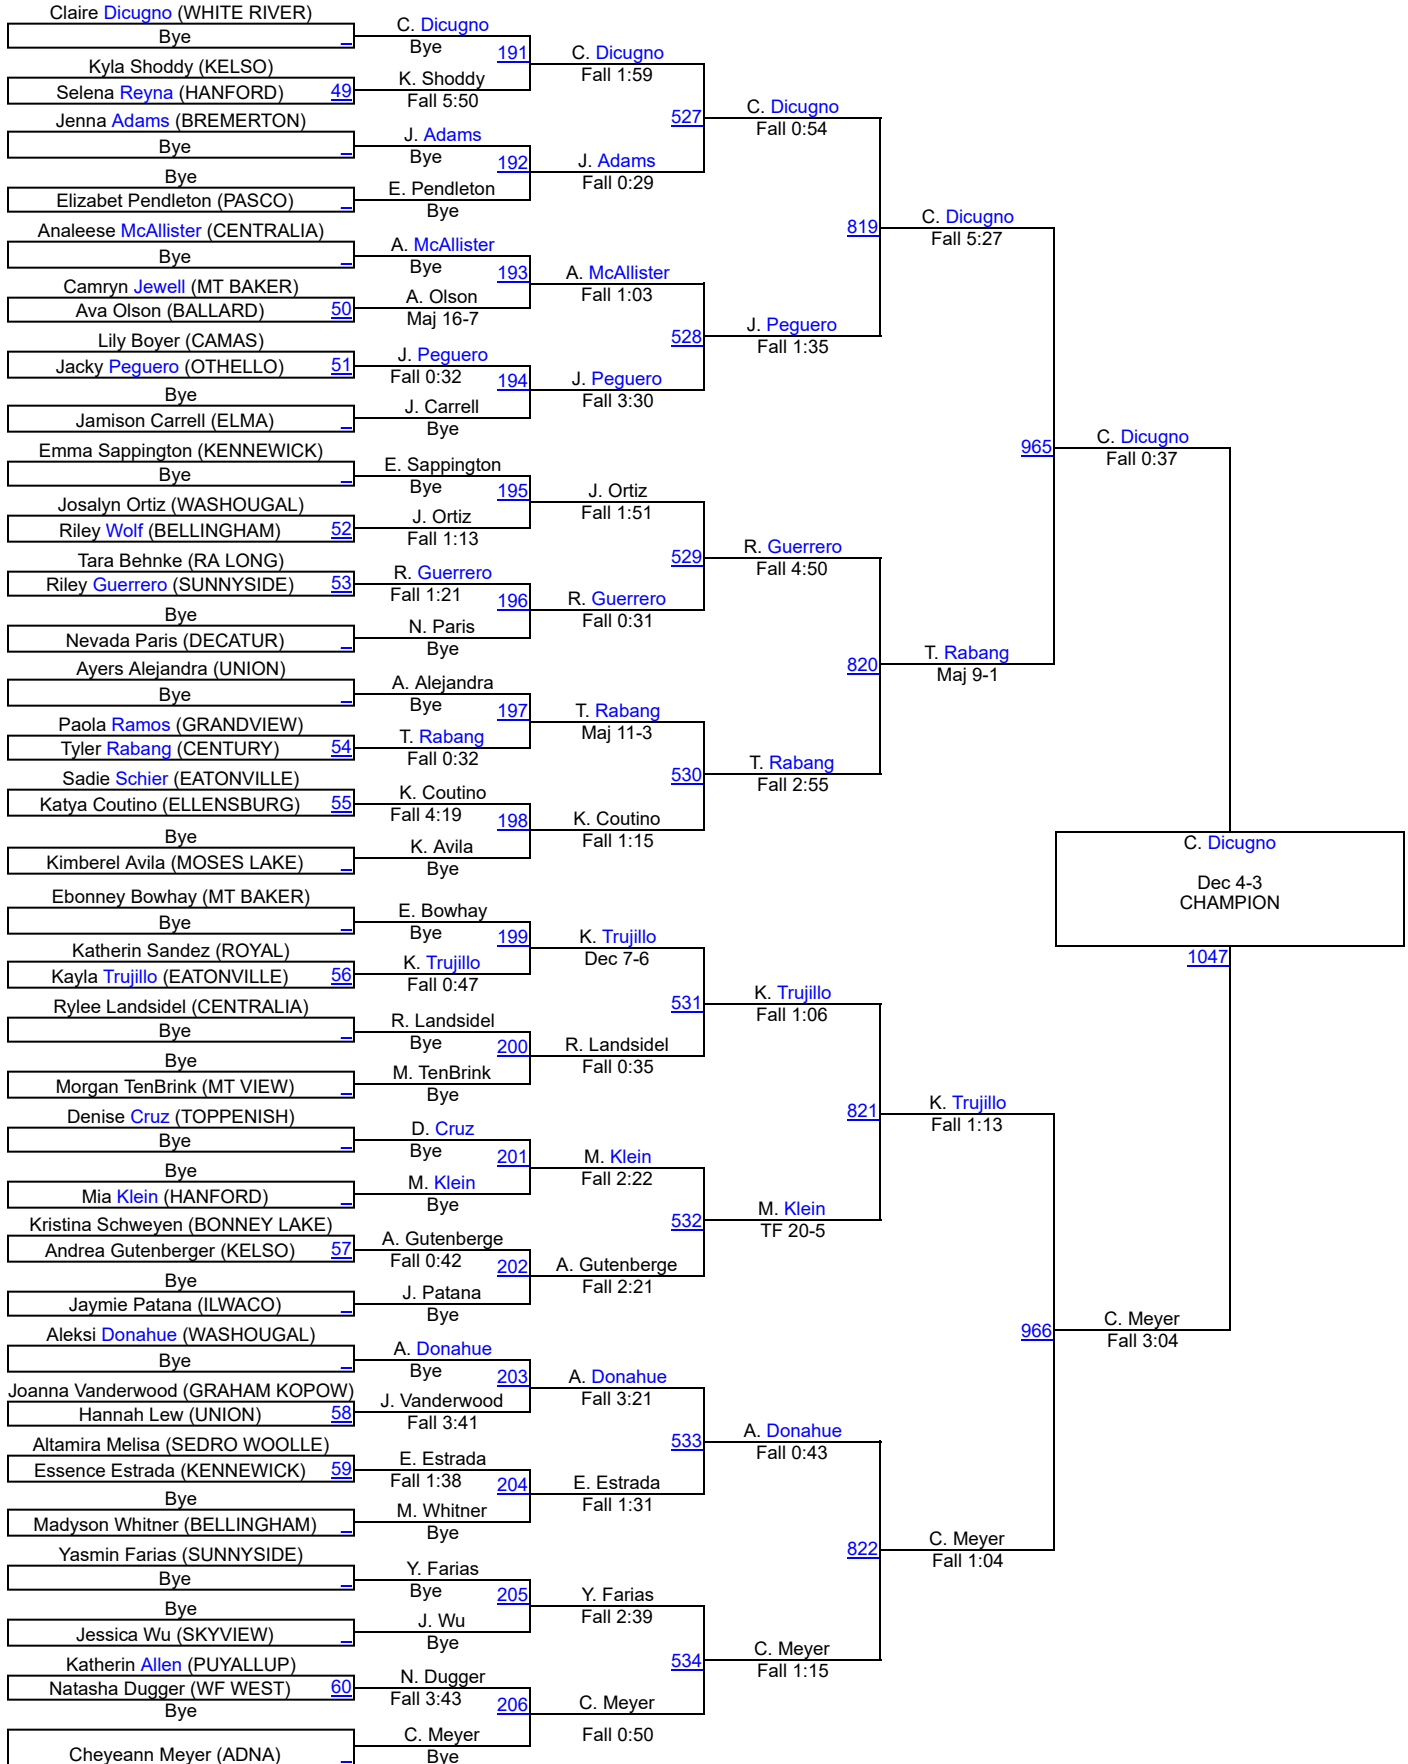 Claire Dicugno (WHITE RIVER)
Bye
Kyla Shoddy (KELSO)
Selena Reyna (HANFORD) 49
Jenna Adams (BREMERTON)
Bye
Bye
Elizabet Pendleton (PASCO)
Analeese McAllister (CENTRALIA)
Bye
Camryn Jewell (MT BAKER)
Ava Olson (BALLARD) 50
Lily Boyer (CAMAS)
Jacky Peguero (OTHELLO) 51
Bye
Jamison Carrell (ELMA)
Emma Sappington (KENNEWICK)
Bye
Josalyn Ortiz (WASHOUGAL)
Riley Wolf (BELLINGHAM) 52
Tara Behnke (RA LONG)
Riley Guerrero (SUNNYSIDE) 53
Bye
Nevada Paris (DECATUR)
Ayers Alejandra (UNION)
Bye
Paola Ramos (GRANDVIEW)
Tyler Rabang (CENTURY) 54
Sadie Schier (EATONVILLE)
Katya Coutino (ELLENSBURG) 55
Bye
Kimberel Avila (MOSES LAKE)
Ebonney Bowhay (MT BAKER)
Bye
Katherin Sandez (ROYAL)
Kayla Trujillo (EATONVILLE) 56
Rylee Landsidel (CENTRALIA)
Bye
Bye
Morgan TenBrink (MT VIEW)
Denise Cruz (TOPPENISH)
Bye
Bye
Mia Klein (HANFORD)
Kristina Schweyen (BONNEY LAKE)
Andrea Gutenberger (KELSO) 57
Bye
Jaymie Patana (ILWACO)
Aleksi Donahue (WASHOUGAL)
Bye
Joanna Vanderwood (GRAHAM KOPOW)
Hannah Lew (UNION) 58
Altamira Melisa (SEDRO WOOLLE)
Essence Estrada (KENNEWICK) 59
Bye
Madyson Whitner (BELLINGHAM)
Yasmin Farias (SUNNYSIDE)
Bye
Bye
Jessica Wu (SKYVIEW)
Katherin Allen (PUYALLUP)
Natasha Dugger (WF WEST) 60
Bye
Cheyeann Meyer (ADNA)
C. Dicugno
Bye
191
K. Shoddy
Fall 5:50
J. Adams
Bye
192
E. Pendleton
Bye
A. McAllister
Bye
193
A. Olson
Maj 16-7
J. Peguero
Fall 0:32
194
J. Carrell
Bye
E. Sappington
Bye
195
J. Ortiz
Fall 1:13
R. Guerrero
Fall 1:21
196
N. Paris
Bye
A. Alejandra
Bye
197
T. Rabang
Fall 0:32
K. Coutino
Fall 4:19
198
K. Avila
Bye
E. Bowhay
Bye
199
K. Trujillo
Fall 0:47
R. Landsidel
Bye
200
M. TenBrink
Bye
D. Cruz
Bye
201
M. Klein
Bye
A. Gutenberge
Fall 0:42
202
J. Patana
Bye
A. Donahue
Bye
203
J. Vanderwood
Fall 3:41
E. Estrada
Fall 1:38
204
M. Whitner
Bye
Y. Farias
Bye
205
J. Wu
Bye
N. Dugger
Fall 3:43
206
C. Meyer
Bye
C. Dicugno
Fall 1:59
527
J. Adams
Fall 0:29
A. McAllister
Fall 1:03
528
J. Peguero
Fall 3:30
J. Ortiz
Fall 1:51
529
R. Guerrero
Fall 0:31
T. Rabang
Maj 11-3
530
K. Coutino
Fall 1:15
K. Trujillo
Dec 7-6
531
R. Landsidel
Fall 0:35
M. Klein
Fall 2:22
532
A. Gutenberge
Fall 2:21
A. Donahue
Fall 3:21
533
E. Estrada
Fall 1:31
Y. Farias
Fall 2:39
534
C. Meyer
Fall 0:50
C. Dicugno
Fall 0:54
819
J. Peguero
Fall 1:35
R. Guerrero
Fall 4:50
820
T. Rabang
Fall 2:55
K. Trujillo
Fall 1:06
821
M. Klein
TF 20-5
A. Donahue
Fall 0:43
822
C. Meyer
Fall 1:15
C. Dicugno
Fall 5:27
965
T. Rabang
Maj 9-1
K. Trujillo
Fall 1:13
966
C. Meyer
Fall 1:04
C. Dicugno
Fall 0:37
C. Dicugno
Dec 4-3
CHAMPION
1047
C. Meyer
Fall 3:04